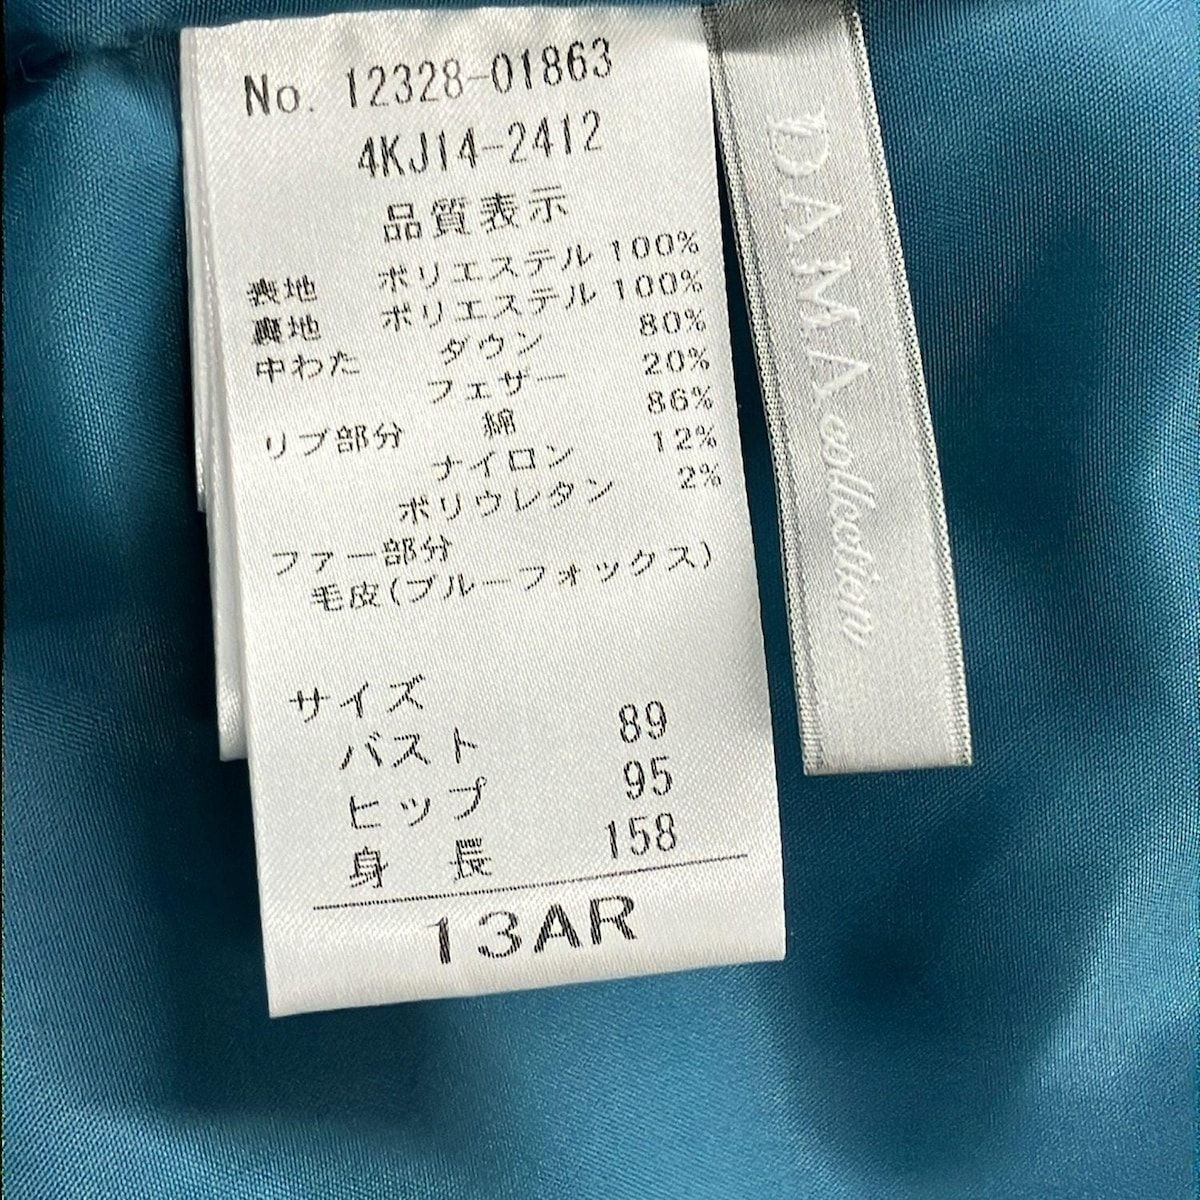 No. 12328-01863
4KJ14-2412
品質表示
表地 ポリエステル 100%
裏地 ポリエステル 100%
中わた ダウン 80%
フェザー 20%
リブ部分 綿 86%
ナイロン 12%
ポリウレタン 2%
ファー部分
毛皮(ブルーフォックス)
サイズ
バスト 89
ヒップ 95
身長 158
13AR
DAMA collection